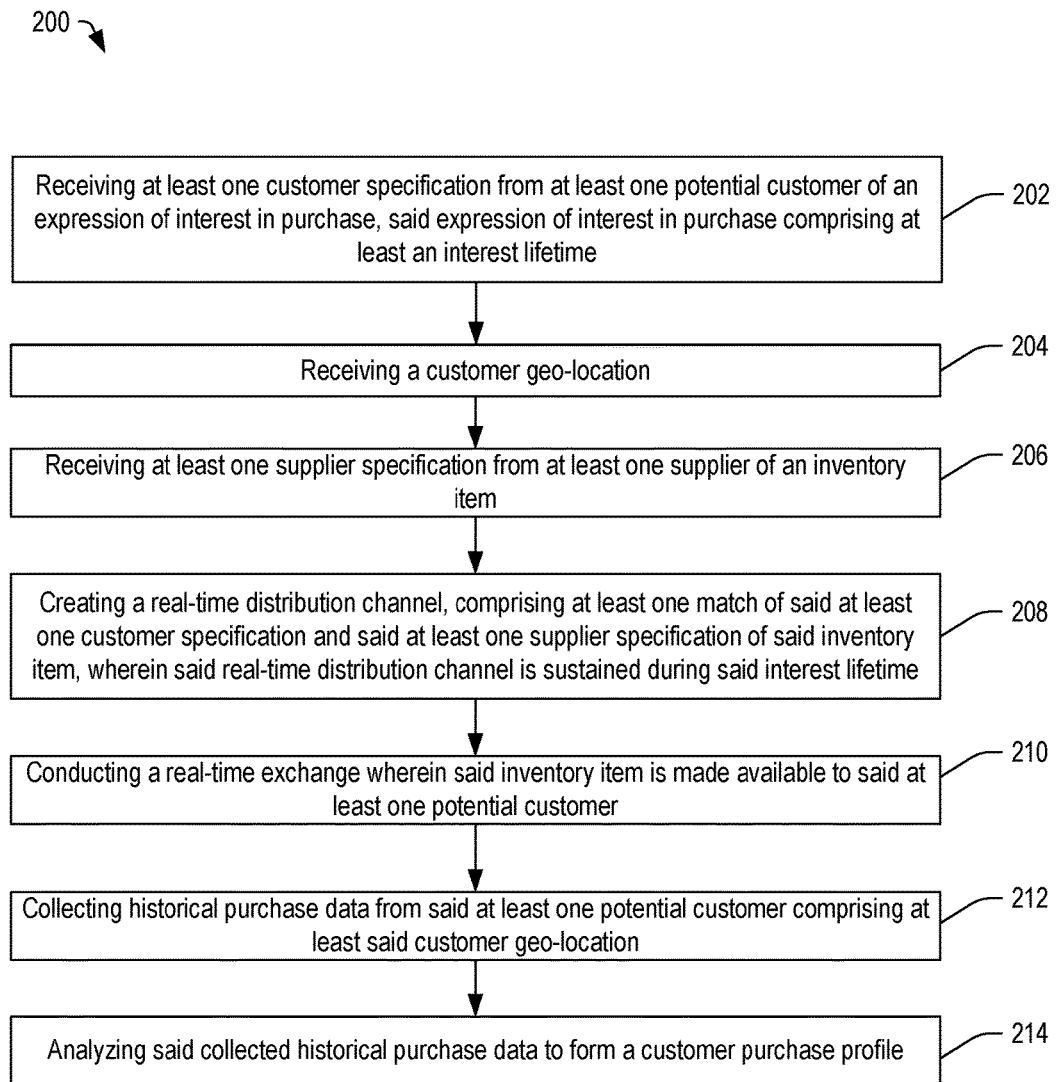 200
Receiving at least one customer specification from at least one potential customer of an
expression of interest in purchase, said expression of interest in purchase comprising at
least an interest lifetime
202
Receiving a customer geo-location
204
Receiving at least one supplier specification from at least one supplier of an inventory
item
206
Creating a real-time distribution channel, comprising at least one match of said at least
one customer specification and said at least one supplier specification of said inventory
item, wherein said real-time distribution channel is sustained during said interest lifetime
208
Conducting a real-time exchange wherein said inventory item is made available to said at
least one potential customer
210
Collecting historical purchase data from said at least one potential customer comprising at
least said customer geo-location
212
Analyzing said collected historical purchase data to form a customer purchase profile
214